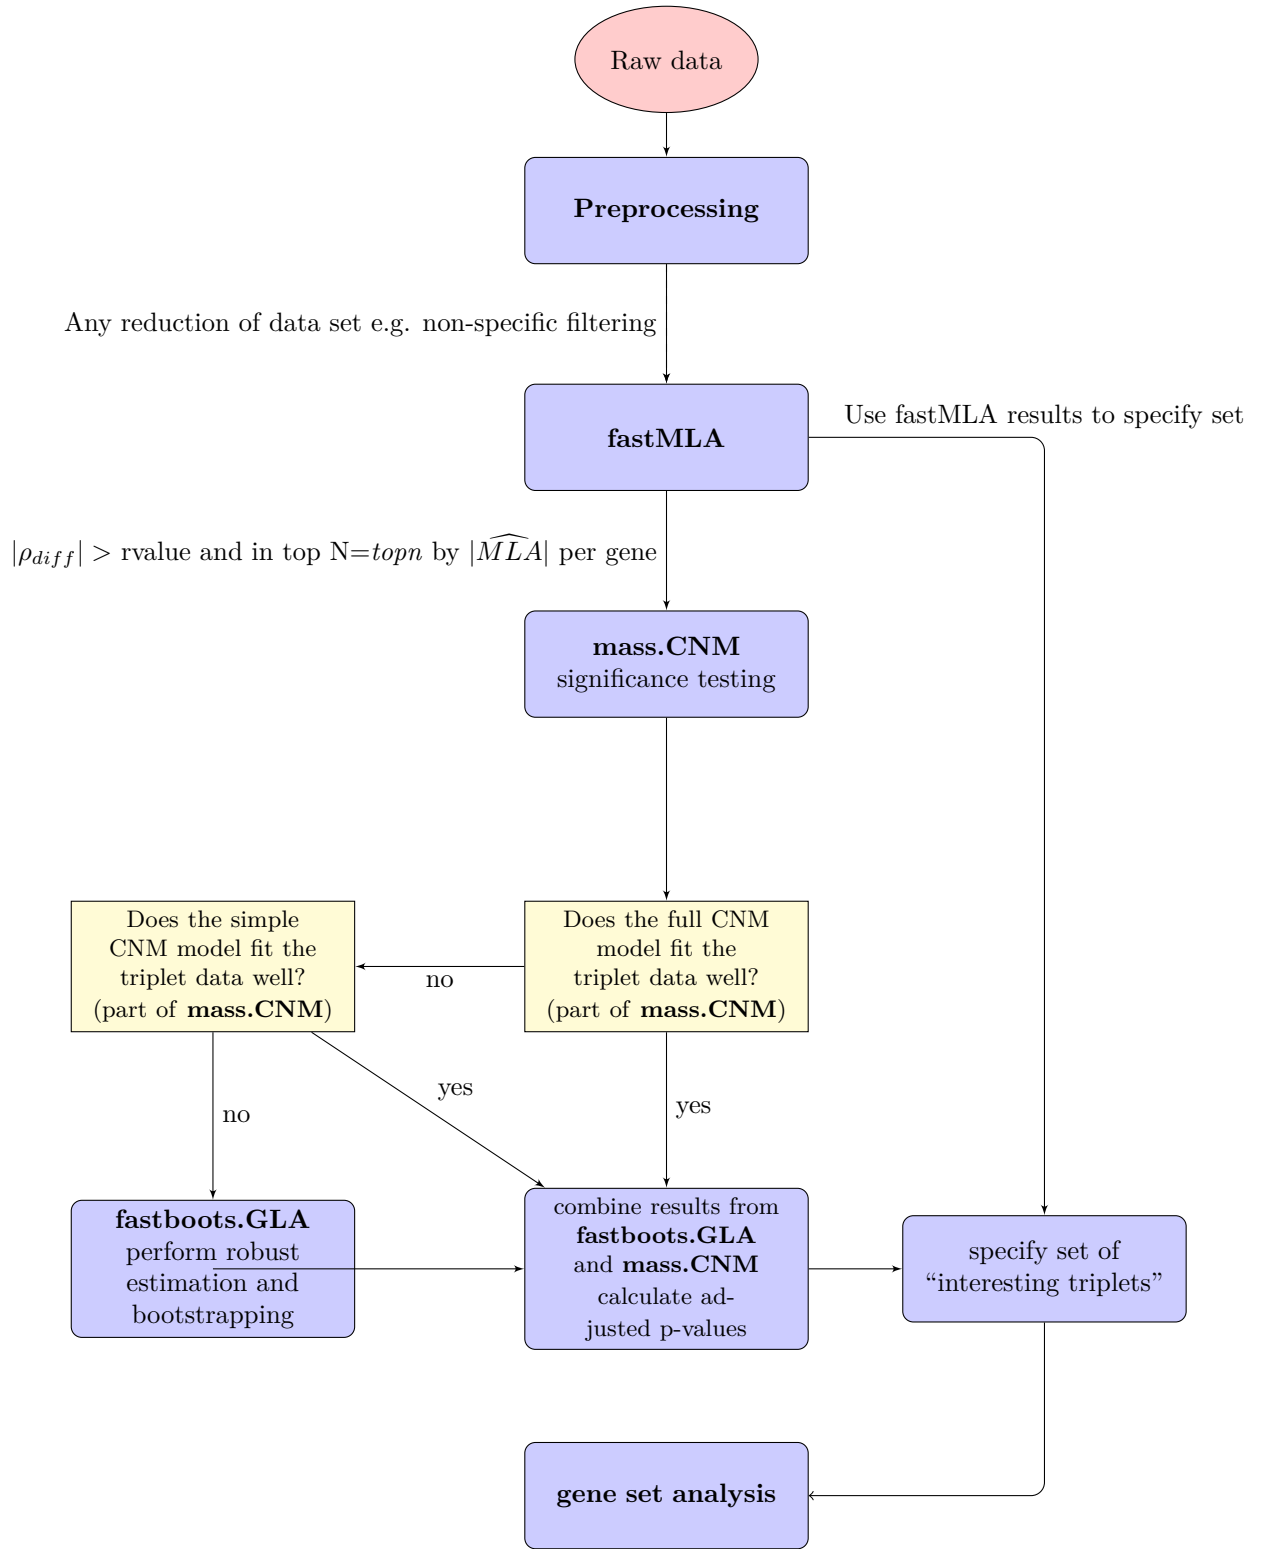 Raw data
Preprocessing
Any reduction of data set e.g. non-specific filtering
fastMLA
Use fastMLA results to specify set
|ρ_{diff}| > rvalue and in top N=topn by |\widehat{MLA}| per gene
mass.CNM
significance testing
Does the simple
CNM model fit the
triplet data well?
(part of mass.CNM)
no
Does the full CNM
model fit the
triplet data well?
(part of mass.CNM)
no
yes
yes
fastboots.GLA
perform robust
estimation and
bootstrapping
combine results from
fastboots.GLA
and mass.CNM
calculate ad-
justed p-values
specify set of
“interesting triplets”
gene set analysis